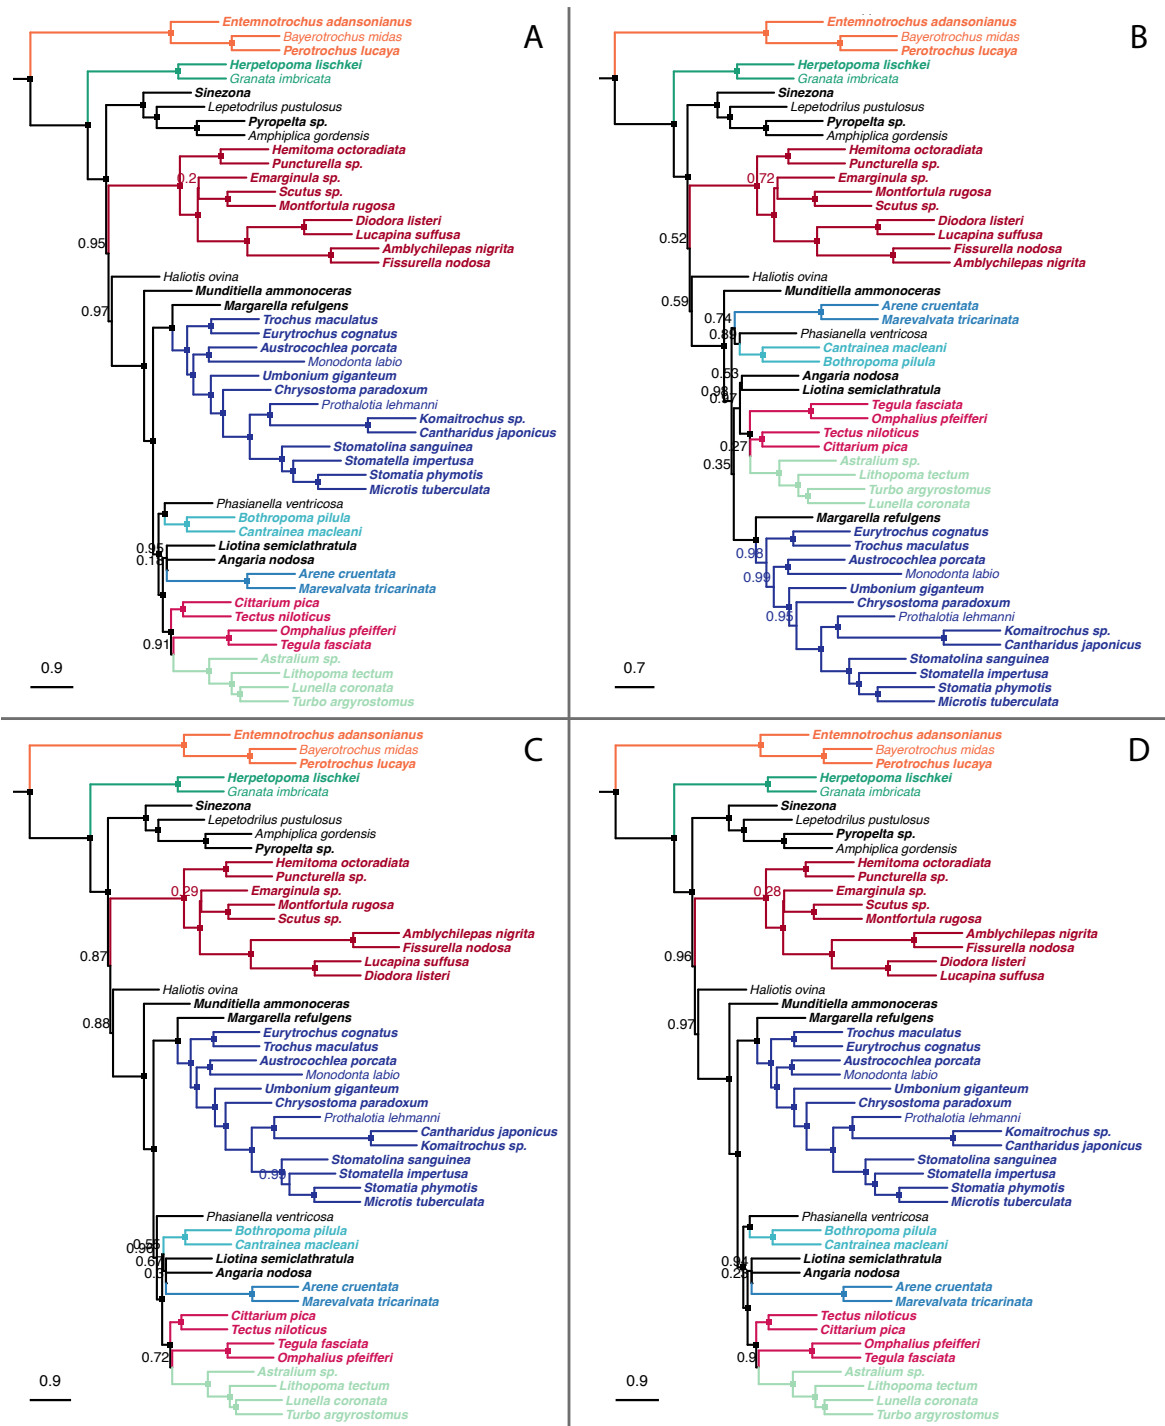 A
Entemnotrochus adansonianus
Bayerotrochus midas
Perotrochus lucaya
Herpetopoma lischkei
Granata imbricata
Sinezona
Lepetodrilus pustulosus
Pyropelta sp.
Amphiplica gordensis
Hemitoma octoradiata
Puncturella sp.
0.2
Emarginula sp.
Scutus sp.
Montfortula rugosa
Diodora listeri
Lucapina suffusa
0.95
Amblychilepas nigrita
Fissurella nodosa
Haliotis ovina
Munditiella ammonoceras
0.97
Margarella refulgens
Trochus maculatus
Eurytrochus cognatus
Austrocochlea porcata
Monodonta labio
Umbonium giganteum
Chrysostoma paradoxum
Prothalotia lehmanni
Komaitrochus sp.
Cantharidus japonicus
Stomatolina sanguinea
Stomatella impertusa
Stomatia phymotis
Microtis tuberculata
Phasianella ventricosa
Bothropoma pilula
Cantrainea macleani
0.95
Liotina semiclathratula
Angaria nodosa
Arene cruentata
Marevalvata tricarinata
Cittarium pica
Tectus niloticus
Omphalius pfeifferi
0.91
Tegula fasciata
Astralium sp.
0.9
Lithopoma tectum
Lunella coronata
Turbo argyrostomus
B
Entemnotrochus adansonianus
Bayerotrochus midas
Perotrochus lucaya
Herpetopoma lischkei
Granata imbricata
Sinezona
Lepetodrilus pustulosus
Pyropelta sp.
Amphiplica gordensis
Hemitoma octoradiata
Puncturella sp.
0.72
Emarginula sp.
Montfortula rugosa
Scutus sp.
Diodora listeri
Lucapina suffusa
0.52
Fissurella nodosa
Amblychilepas nigrita
Haliotis ovina
Munditiella ammonoceras
0.59
Arene cruentata
0.74
Marevalvata tricarinata
0.89
Phasianella ventricosa
Cantrainea macleani
Bothropoma pilula
0.53
Angaria nodosa
0.98
0.97
Liotina semiclathratula
Tegula fasciata
Omphalius pfeifferi
Tectus niloticus
0.27
Cittarium pica
0.35
Astralium sp.
Lithopoma tectum
Turbo argyrostomus
Lunella coronata
Margarella refulgens
Eurytrochus cognatus
Trochus maculatus
0.98
Austrocochlea porcata
0.99
Monodonta labio
Umbonium giganteum
Chrysostoma paradoxum
0.95
Prothalotia lehmanni
Komaitrochus sp.
Cantharidus japonicus
Stomatolina sanguinea
0.7
Stomatella impertusa
Stomatia phymotis
Microtis tuberculata
C
Entemnotrochus adansonianus
Bayerotrochus midas
Perotrochus lucaya
Herpetopoma lischkei
Granata imbricata
Sinezona
Lepetodrilus pustulosus
Amphiplica gordensis
Pyropelta sp.
Hemitoma octoradiata
Puncturella sp.
0.29
Emarginula sp.
Montfortula rugosa
Scutus sp.
Amblychilepas nigrita
Fissurella nodosa
0.87
Lucapina suffusa
Diodora listeri
Haliotis ovina
Munditiella ammonoceras
0.88
Margarella refulgens
Eurytrochus cognatus
Trochus maculatus
Austrocochlea porcata
Monodonta labio
Umbonium giganteum
Chrysostoma paradoxum
Prothalotia lehmanni
Cantharidus japonicus
Komaitrochus sp.
Stomatolina sanguinea
Stomatella impertusa
Stomatia phymotis
Microtis tuberculata
Phasianella ventricosa
Bothropoma pilula
Cantrainea macleani
Liotina semiclathratula
Angaria nodosa
Arene cruentata
Marevalvata tricarinata
Cittarium pica
Tectus niloticus
Tegula fasciata
0.72
Omphalius pfeifferi
Astralium sp.
0.9
Lithopoma tectum
Lunella coronata
Turbo argyrostomus
D
Entemnotrochus adansonianus
Bayerotrochus midas
Perotrochus lucaya
Herpetopoma lischkei
Granata imbricata
Sinezona
Lepetodrilus pustulosus
Pyropelta sp.
Amphiplica gordensis
Hemitoma octoradiata
Puncturella sp.
0.28
Emarginula sp.
Scutus sp.
Montfortula rugosa
Amblychilepas nigrita
Fissurella nodosa
0.96
Diodora listeri
Lucapina suffusa
Haliotis ovina
Munditiella ammonoceras
0.97
Margarella refulgens
Trochus maculatus
Eurytrochus cognatus
Austrocochlea porcata
Monodonta labio
Umbonium giganteum
Chrysostoma paradoxum
Prothalotia lehmanni
Komaitrochus sp.
Cantharidus japonicus
Stomatolina sanguinea
Stomatella impertusa
Stomatia phymotis
Microtis tuberculata
Phasianella ventricosa
Bothropoma pilula
Cantrainea macleani
Liotina semiclathratula
Angaria nodosa
Arene cruentata
Marevalvata tricarinata
Tectus niloticus
Cittarium pica
Omphalius pfeifferi
0.9
Tegula fasciata
Astralium sp.
0.9
Lithopoma tectum
Lunella coronata
Turbo argyrostomus